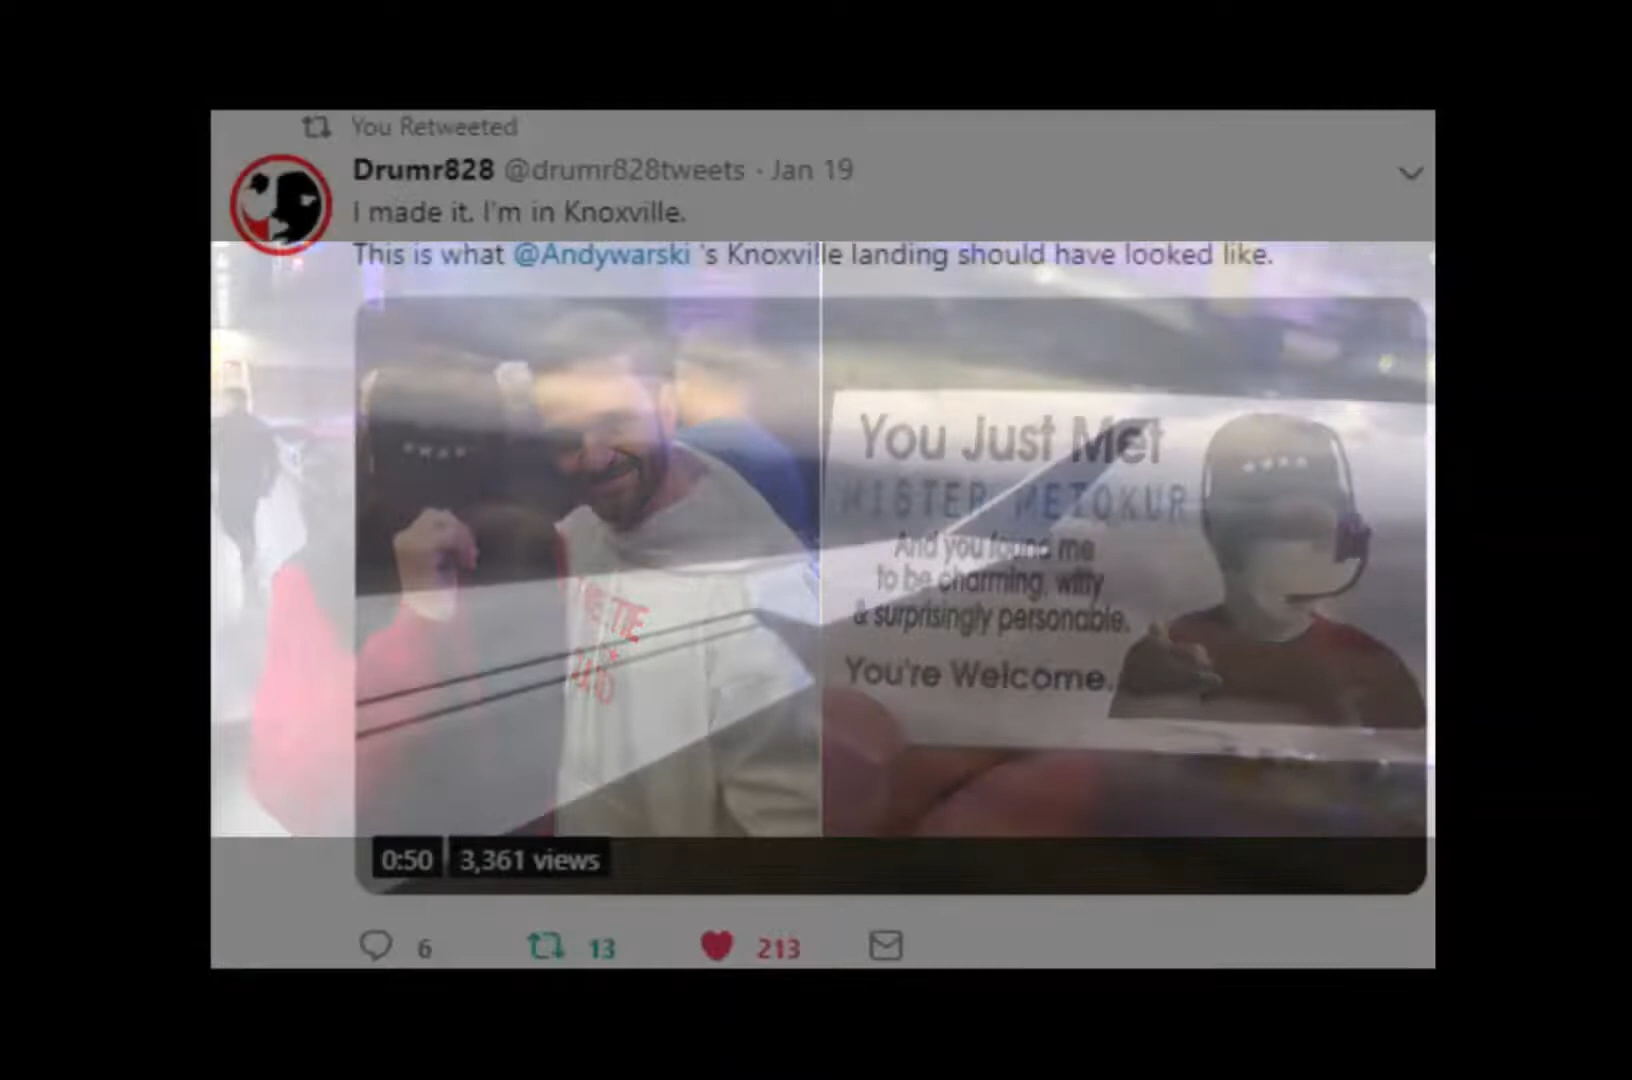 You Retweeted
Drumr828 @drumr828tweets · Jan 19
I made it. I'm in Knoxville.
This is what @Andywarski 's Knoxville landing should have looked like.
You Just Met
MISTER METOKUR
And you found me
to be charming, witty
& surprisingly personable.
You're Welcome.
0:50 3,361 views
6 13 213